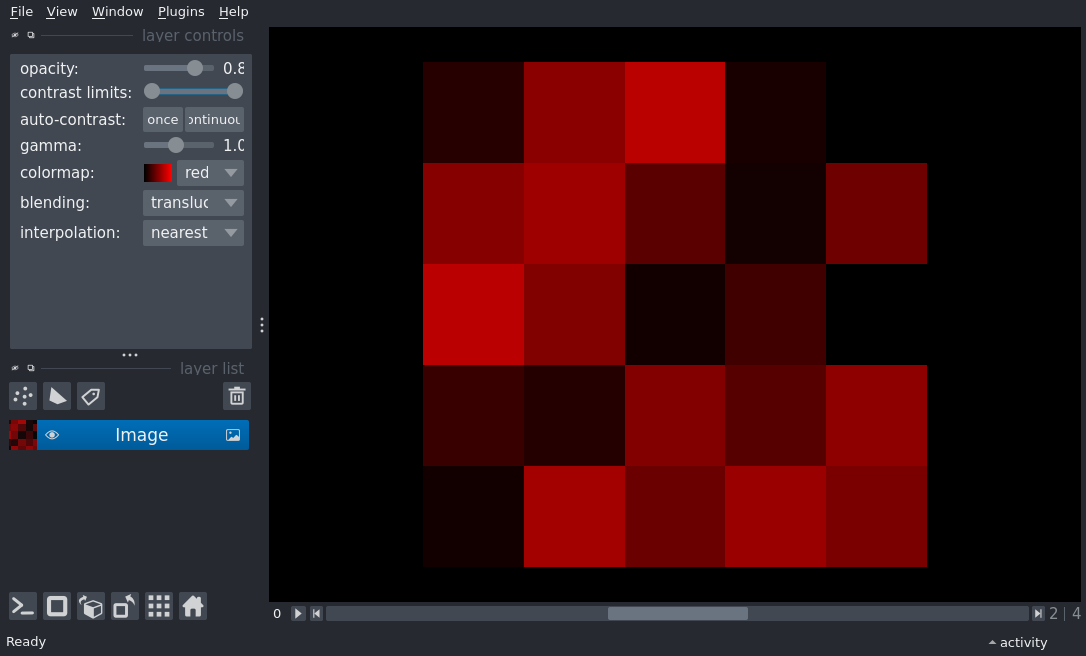 File View Window Plugins Help
layer controls
opacity: 0.8
contrast limits:
auto-contrast: once ontinuou
gamma: 1.0
colormap: red
blending: transluc
interpolation: nearest
layer list
Image
0 2 | 4
Ready activity